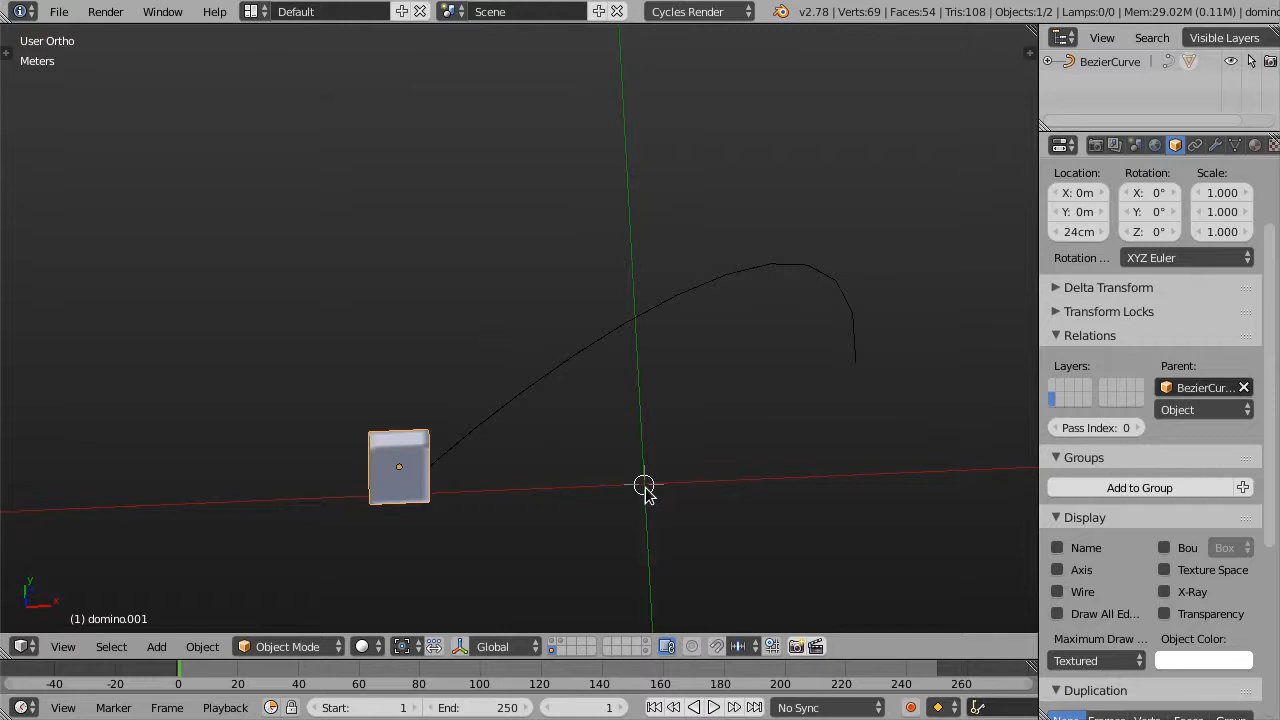 File Render Window Help Default Scene Cycles Render v2.78 | Verts:69 | Faces:54 | Tris:108 | Objects:1/2 | Lamps:0/0 | Mem:29.02M (0.11M) | domino
User Ortho
Meters
(1) domino.001
View Select Add Object Object Mode Global
-40 -20 0 20 40 60 80 100 120 140 160 180 200 220 240 260
View Marker Frame Playback Start: 1 End: 250 1 No Sync
View Search Visible Layers
BezierCurve
Location: Rotation: Scale:
X: 0m X: 0° 1.000
Y: 0m Y: 0° 1.000
24cm Z: 0° 1.000
Rotation ... XYZ Euler
Delta Transform
Transform Locks
Relations
Layers: Parent:
BezierCur...
Object
Pass Index: 0
Groups
Add to Group
Display
Name Bou Box
Axis Texture Space
Wire X-Ray
Draw All Ed... Transparency
Maximum Draw ... Object Color:
Textured
Duplication
None Frames Verts Faces Group